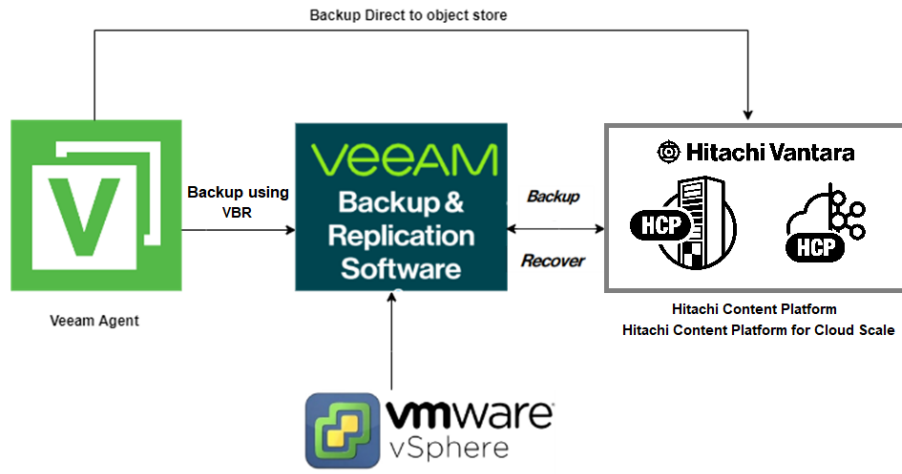 Backup Direct to object store
V
Veeam Agent
Backup using
VBR
veeAM
Backup &
Replication
Software
Backup
Recover
Hitachi Vantara
HCP
HCP
Hitachi Content Platform
Hitachi Content Platform for Cloud Scale
vmware
vSphere